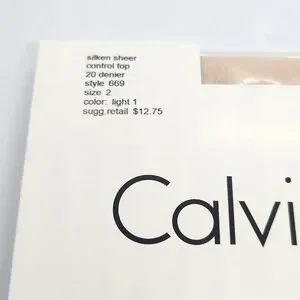 silken sheer
control top
20 denier
style 669
size 2
color: light 1
sugg.retail $12.75
Calvi